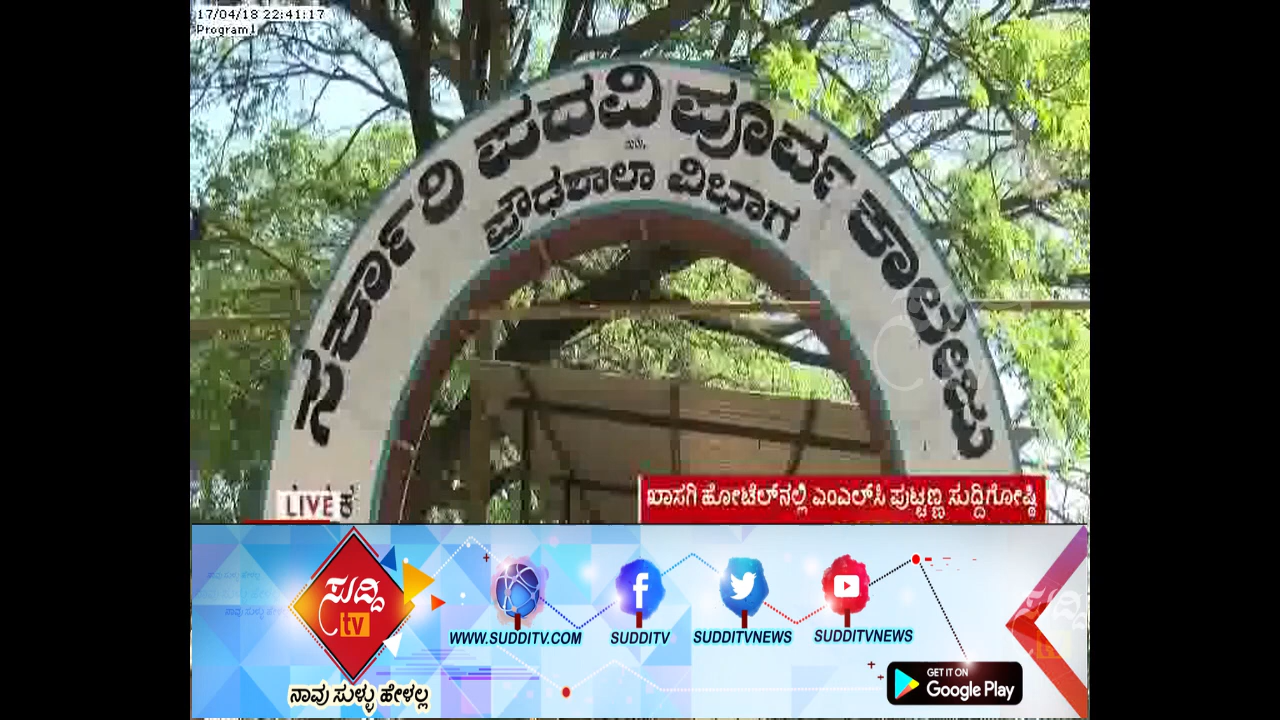 17/04/18 22:41:17
Program1
ಸರ್ಕಾರಿ ಪದವಿ ಪೂರ್ವ ಕಾಲೇಜು
ಪ್ರೌಢಶಾಲಾ ವಿಭಾಗ
LIVE ಕ
ಖಾಸಗಿ ಹೋಟೆಲ್‌ನಲ್ಲಿ ಎಂಎಲ್‌ಸಿ ಪುಟ್ಟಣ್ಣ ಸುದ್ದಿಗೋಷ್ಠಿ
ಸುದ್ದಿ
tv
ನಾವು ಸುಳ್ಳು ಹೇಳಲ್ಲ
WWW.SUDDITV.COM
SUDDITV
SUDDITVNEWS
SUDDITVNEWS
GET IT ON
Google Play
ಸುದ್ದಿ